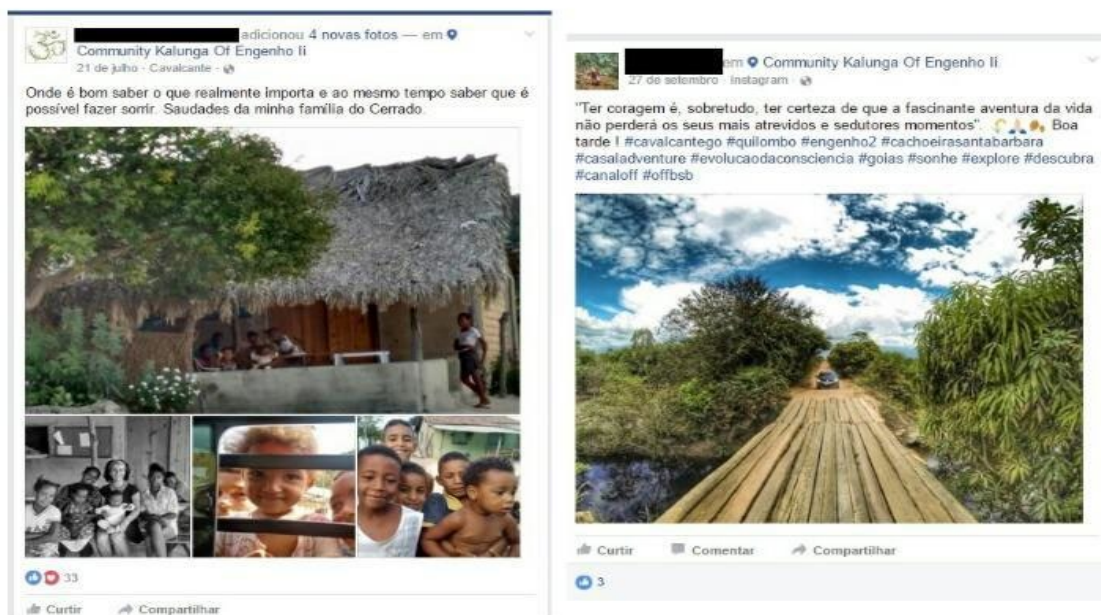 adicionou 4 novas fotos — em
Community Kalunga Of Engenho Ii
21 de julho · Cavalcante ·
Onde é bom saber o que realmente importa e ao mesmo tempo saber que é
possível fazer sorrir. Saudades da minha família do Cerrado.
33
Curtir Compartilhar
em Community Kalunga Of Engenho Ii
27 de setembro · Instagram ·
"Ter coragem é, sobretudo, ter certeza de que a fascinante aventura da vida
não perderá os seus mais atrevidos e sedutores momentos". Boa
tarde ! #cavalcantego #quilombo #engenho2 #cachoeirasantabarbara
#casaladventure #evolucaodaconsciencia #goias #sonhe #explore #descubra
#canaloff #offbsb
Curtir Comentar Compartilhar
3